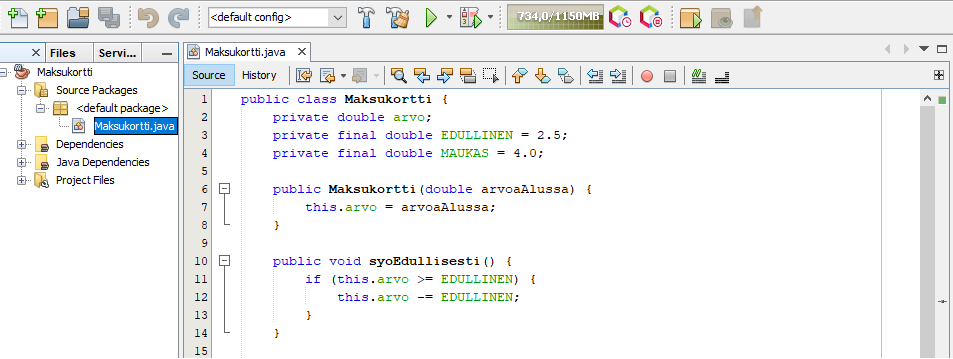 <default config>
734,0/1150MB
Files
Servi...
Maksukortti.java
Maksukortti
Source Packages
<default package>
Maksukortti.java
Dependencies
Java Dependencies
Project Files
Source
History
1 public class Maksukortti {
2 private double arvo;
3 private final double EDULLINEN = 2.5;
4 private final double MAUKAS = 4.0;
5
6 public Maksukortti(double arvoaAlussa) {
7 this.arvo = arvoaAlussa;
8 }
9
10 public void syoEdullisesti() {
11 if (this.arvo >= EDULLINEN) {
12 this.arvo -= EDULLINEN;
13 }
14 }
15